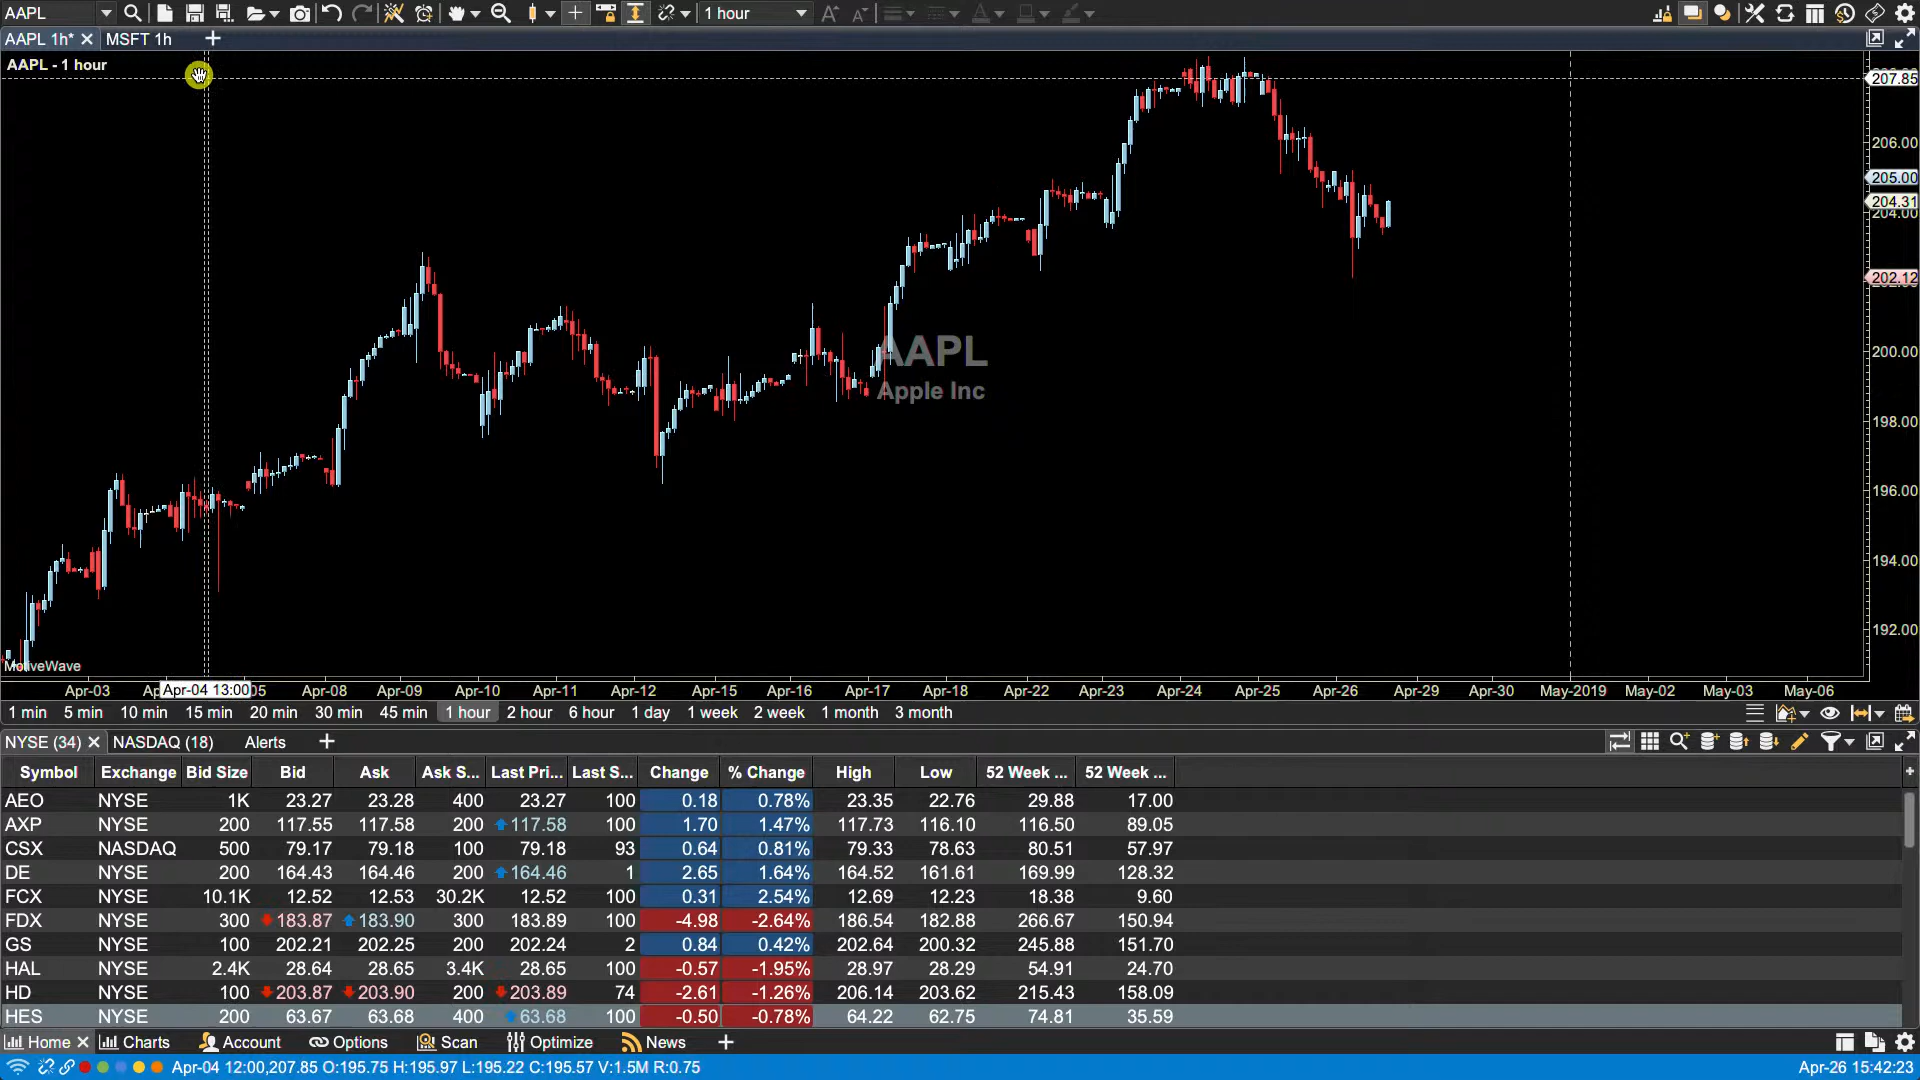 AAPL 1 hour
AAPL 1h* MSFT 1h
AAPL - 1 hour
207.85
206.00
205.00
204.31
204.00
202.12
AAPL
200.00
Apple Inc
198.00
196.00
194.00
192.00
MotiveWave
Apr-03 Apr-04 13:00 05 Apr-08 Apr-09 Apr-10 Apr-11 Apr-12 Apr-15 Apr-16 Apr-17 Apr-18 Apr-22 Apr-23 Apr-24 Apr-25 Apr-26 Apr-29 Apr-30 May-2019 May-02 May-03 May-06
1 min 5 min 10 min 15 min 20 min 30 min 45 min 1 hour 2 hour 6 hour 1 day 1 week 2 week 1 month 3 month
NYSE (34) NASDAQ (18) Alerts
Symbol Exchange Bid Size Bid Ask Ask S... Last Pri... Last S... Change % Change High Low 52 Week ... 52 Week ...
AEO NYSE 1K 23.27 23.28 400 23.27 100 0.18 0.78% 23.35 22.76 29.88 17.00
AXP NYSE 200 117.55 117.58 200 117.58 100 1.70 1.47% 117.73 116.10 116.50 89.05
CSX NASDAQ 500 79.17 79.18 100 79.18 93 0.64 0.81% 79.33 78.63 80.51 57.97
DE NYSE 200 164.43 164.46 200 164.46 1 2.65 1.64% 164.52 161.61 169.99 128.32
FCX NYSE 10.1K 12.52 12.53 30.2K 12.52 100 0.31 2.54% 12.69 12.23 18.38 9.60
FDX NYSE 300 183.87 183.90 300 183.89 100 -4.98 -2.64% 186.54 182.88 266.67 150.94
GS NYSE 100 202.21 202.25 200 202.24 2 0.84 0.42% 202.64 200.32 245.88 151.70
HAL NYSE 2.4K 28.64 28.65 3.4K 28.65 100 -0.57 -1.95% 28.97 28.29 54.91 24.70
HD NYSE 100 203.87 203.90 200 203.89 74 -2.61 -1.26% 206.14 203.62 215.43 158.09
HES NYSE 200 63.67 63.68 400 63.68 100 -0.50 -0.78% 64.22 62.75 74.81 35.59
Home Charts Account Options Scan Optimize News
Apr-04 12:00,207.85 O:195.75 H:195.97 L:195.22 C:195.57 V:1.5M R:0.75 Apr-26 15:42:23